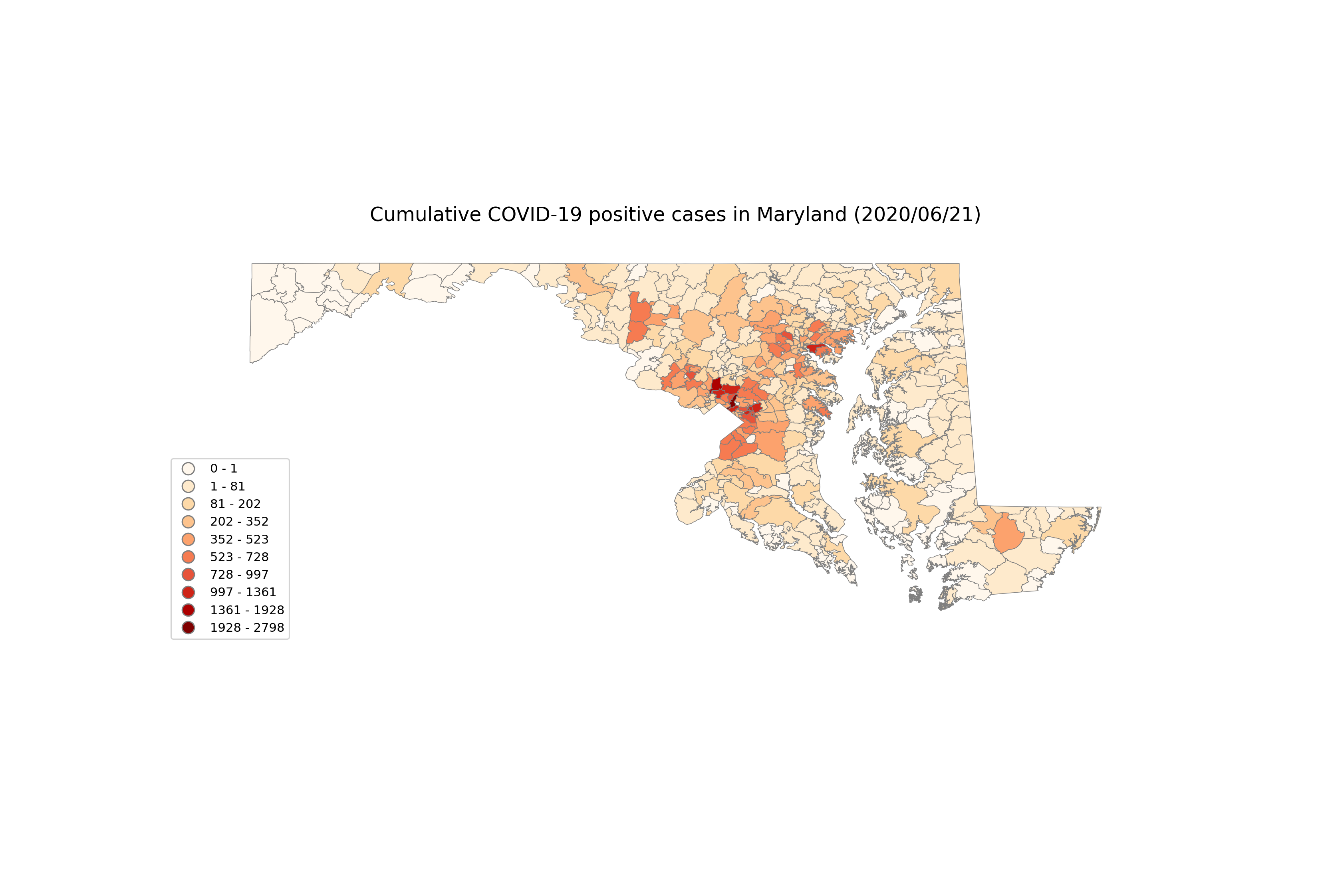 Cumulative COVID-19 positive cases in Maryland (2020/06/21)
0 - 1
1 - 81
81 - 202
202 - 352
352 - 523
523 - 728
728 - 997
997 - 1361
1361 - 1928
1928 - 2798